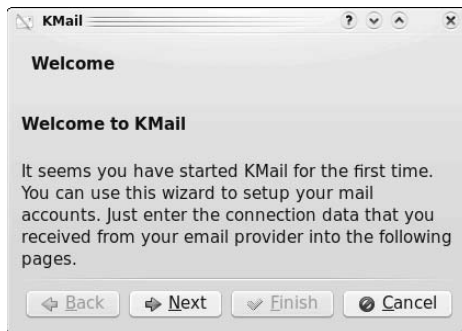 KMail
Welcome
Welcome to KMail
It seems you have started KMail for the first time.
You can use this wizard to setup your mail
accounts. Just enter the connection data that you
received from your email provider into the following
pages.
Back Next Finish Cancel